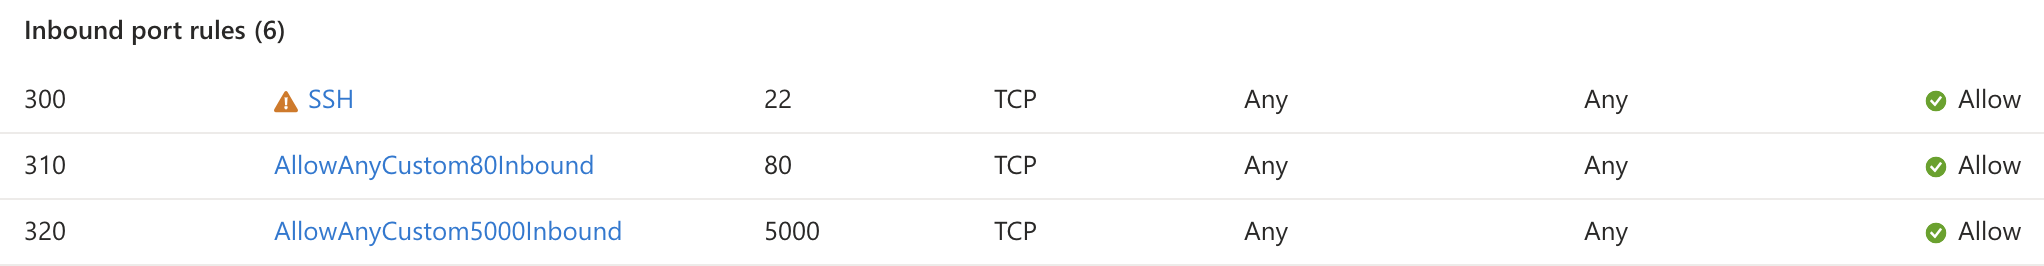 Inbound port rules (6)
300 SSH 22 TCP Any Any Allow
310 AllowAnyCustom80Inbound 80 TCP Any Any Allow
320 AllowAnyCustom5000Inbound 5000 TCP Any Any Allow